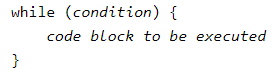 while (condition) {
    code block to be executed
}